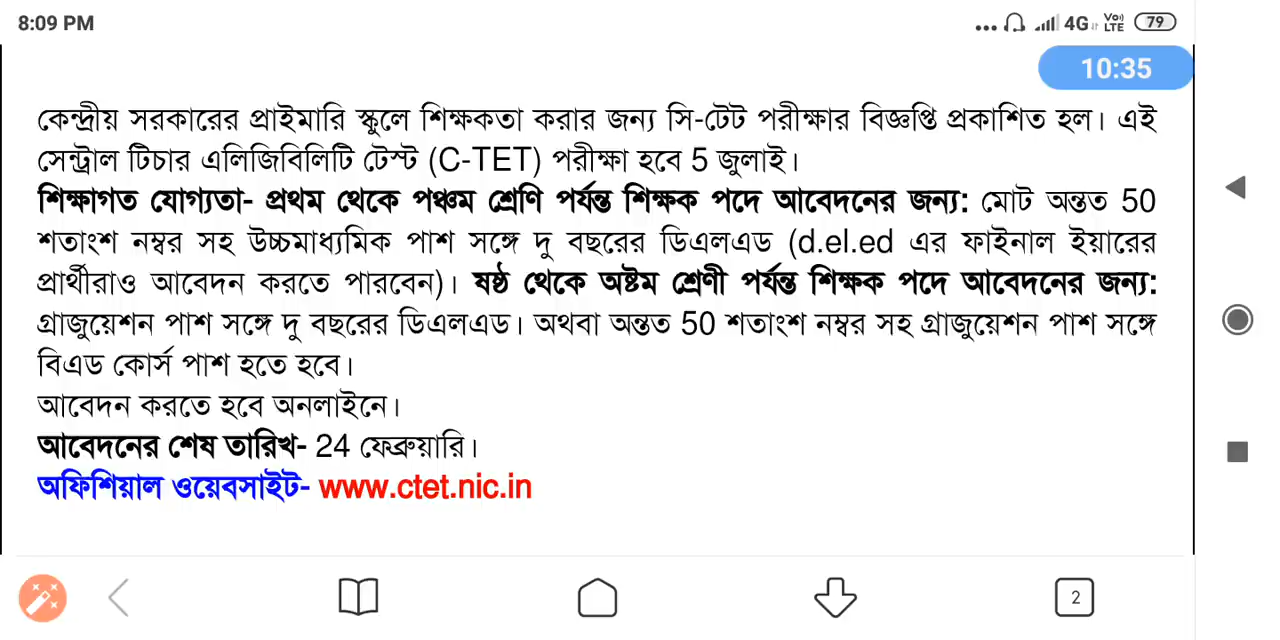 8:09 PM
4G
Vo)) LTE
79
10:35
কেন্দ্রীয় সরকারের প্রাইমারি স্কুলে শিক্ষকতা করার জন্য সি-টেট পরীক্ষার বিজ্ঞপ্তি প্রকাশিত হল। এই
সেন্ট্রাল টিচার এলিজিবিলিটি টেস্ট (C-TET) পরীক্ষা হবে 5 জুলাই।
শিক্ষাগত যোগ্যতা- প্রথম থেকে পঞ্চম শ্রেণি পর্যন্ত শিক্ষক পদে আবেদনের জন্য: মোট অন্তত 50
শতাংশ নম্বর সহ উচ্চমাধ্যমিক পাশ সঙ্গে দু বছরের ডিএলএড (d.el.ed এর ফাইনাল ইয়ারের
প্রার্থীরাও আবেদন করতে পারবেন)। ষষ্ঠ থেকে অষ্টম শ্রেণী পর্যন্ত শিক্ষক পদে আবেদনের জন্য:
গ্রাজুয়েশন পাশ সঙ্গে দু বছরের ডিএলএড। অথবা অন্তত 50 শতাংশ নম্বর সহ গ্রাজুয়েশন পাশ সঙ্গে
বিএড কোর্স পাশ হতে হবে।
আবেদন করতে হবে অনলাইনে।
আবেদনের শেষ তারিখ- 24 ফেব্রুয়ারি।
অফিশিয়াল ওয়েবসাইট- www.ctet.nic.in
2